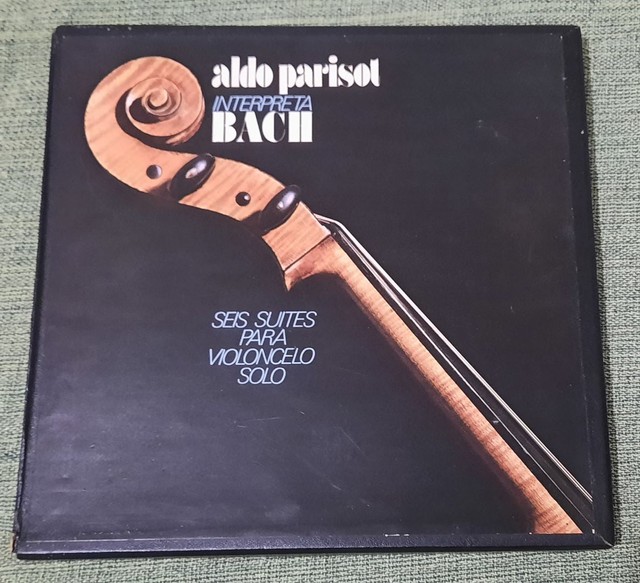 aldo parisot
INTERPRETA
BACH
SEIS SUITES
PARA
VIOLONCELO
SOLO